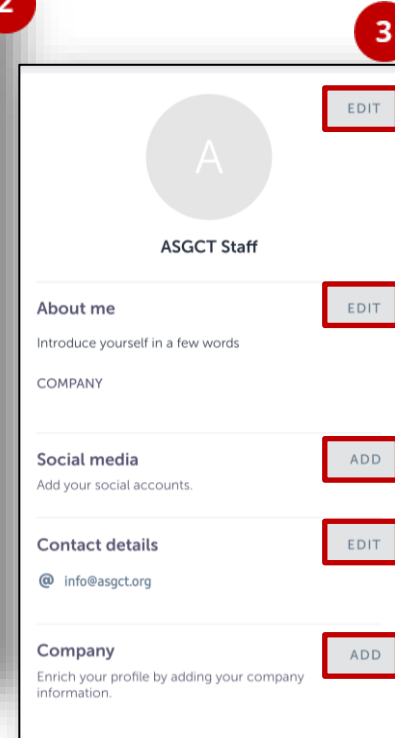 2
3
EDIT
A
ASGCT Staff
About me
EDIT
Introduce yourself in a few words
COMPANY
Social media
ADD
Add your social accounts.
Contact details
EDIT
@ info@asgct.org
Company
ADD
Enrich your profile by adding your company
information.